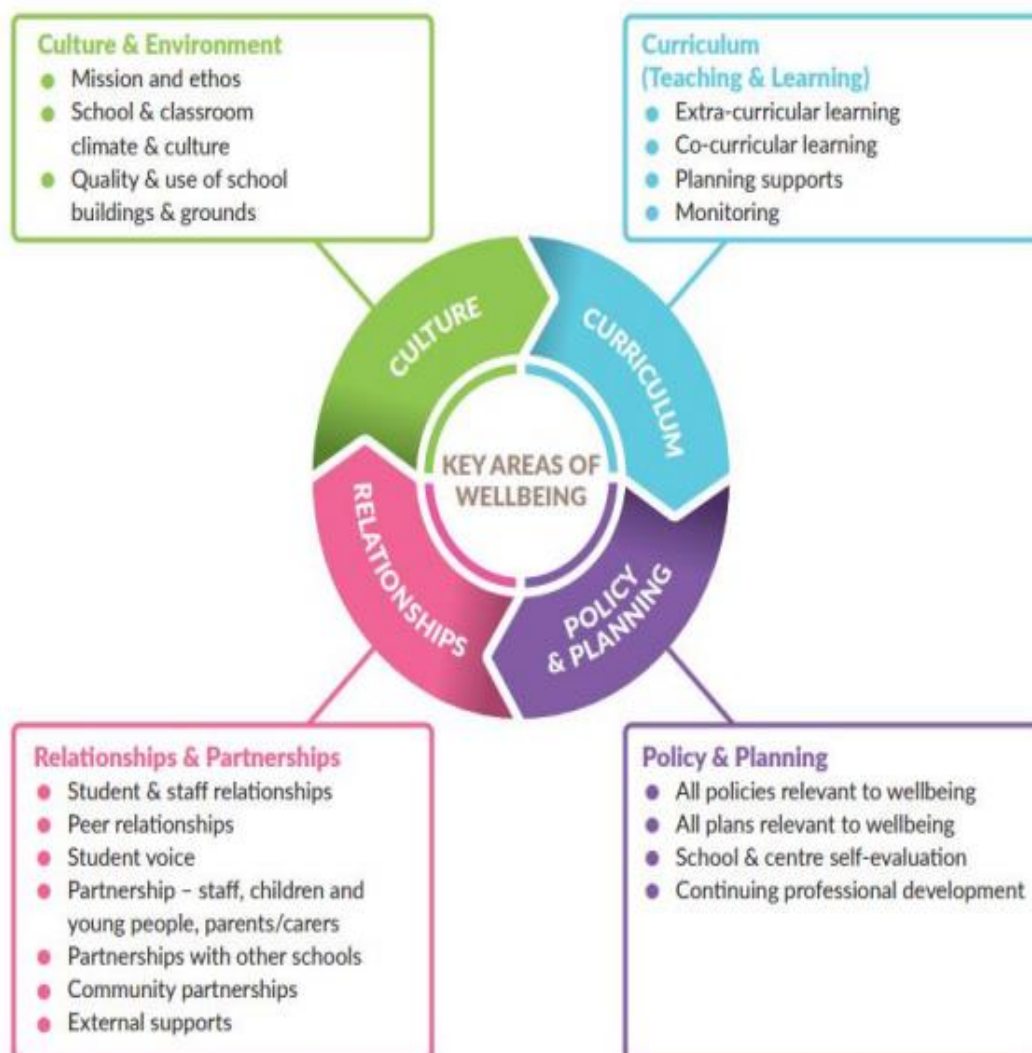 Culture & Environment
Mission and ethos
School & classroom
climate & culture
Quality & use of school
buildings & grounds
Curriculum
(Teaching & Learning)
Extra-curricular learning
Co-curricular learning
Planning supports
Monitoring
CULTURE
CURRICULUM
KEY AREAS OF
WELLBEING
RELATIONSHIPS
POLICY
& PLANNING
Relationships & Partnerships
Student & staff relationships
Peer relationships
Student voice
Partnership – staff, children and
young people, parents/carers
Partnerships with other schools
Community partnerships
External supports
Policy & Planning
All policies relevant to wellbeing
All plans relevant to wellbeing
School & centre self-evaluation
Continuing professional development